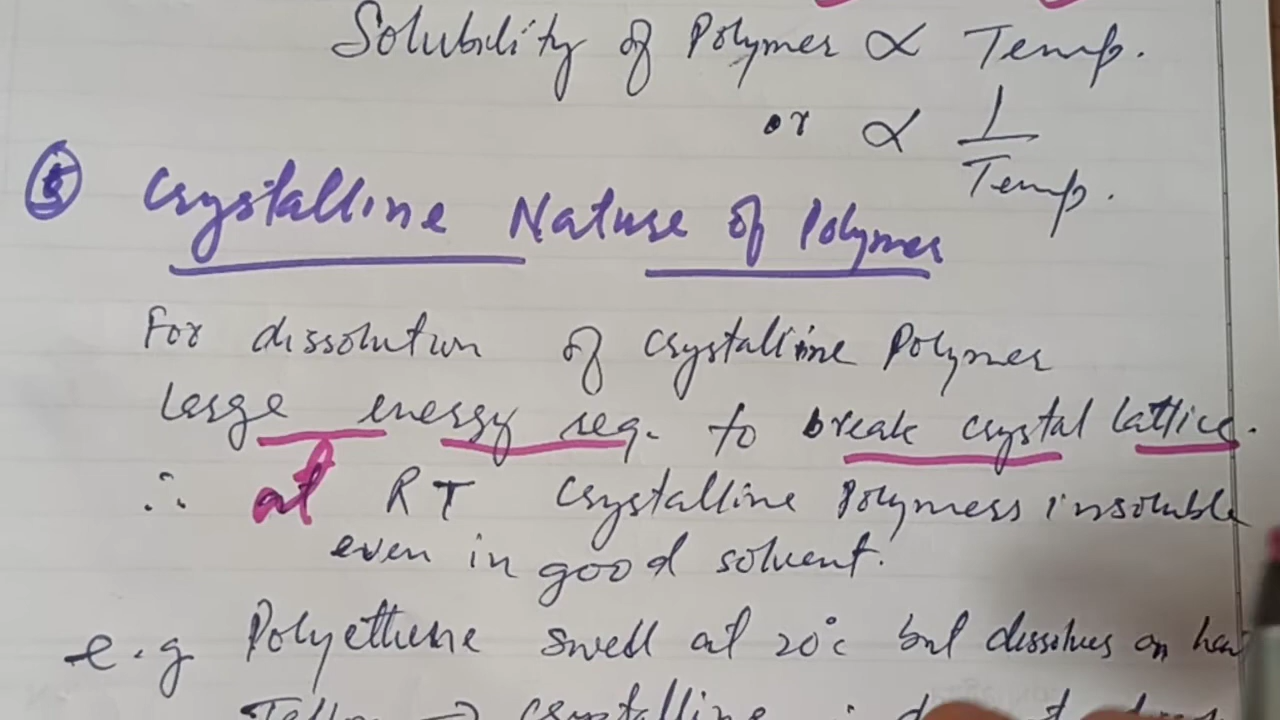 Solubility of Polymer ∝ Temp.
or ∝ 1/Temp.
⑤ Crystalline Nature of Polymer
For dissolution of crystalline Polymer
large energy req. to break crystal lattice.
∴ at RT crystalline Polymers insoluble
even in good solvent.
e.g Polyethene swell at 20°c but dissolves on
→ crystalline